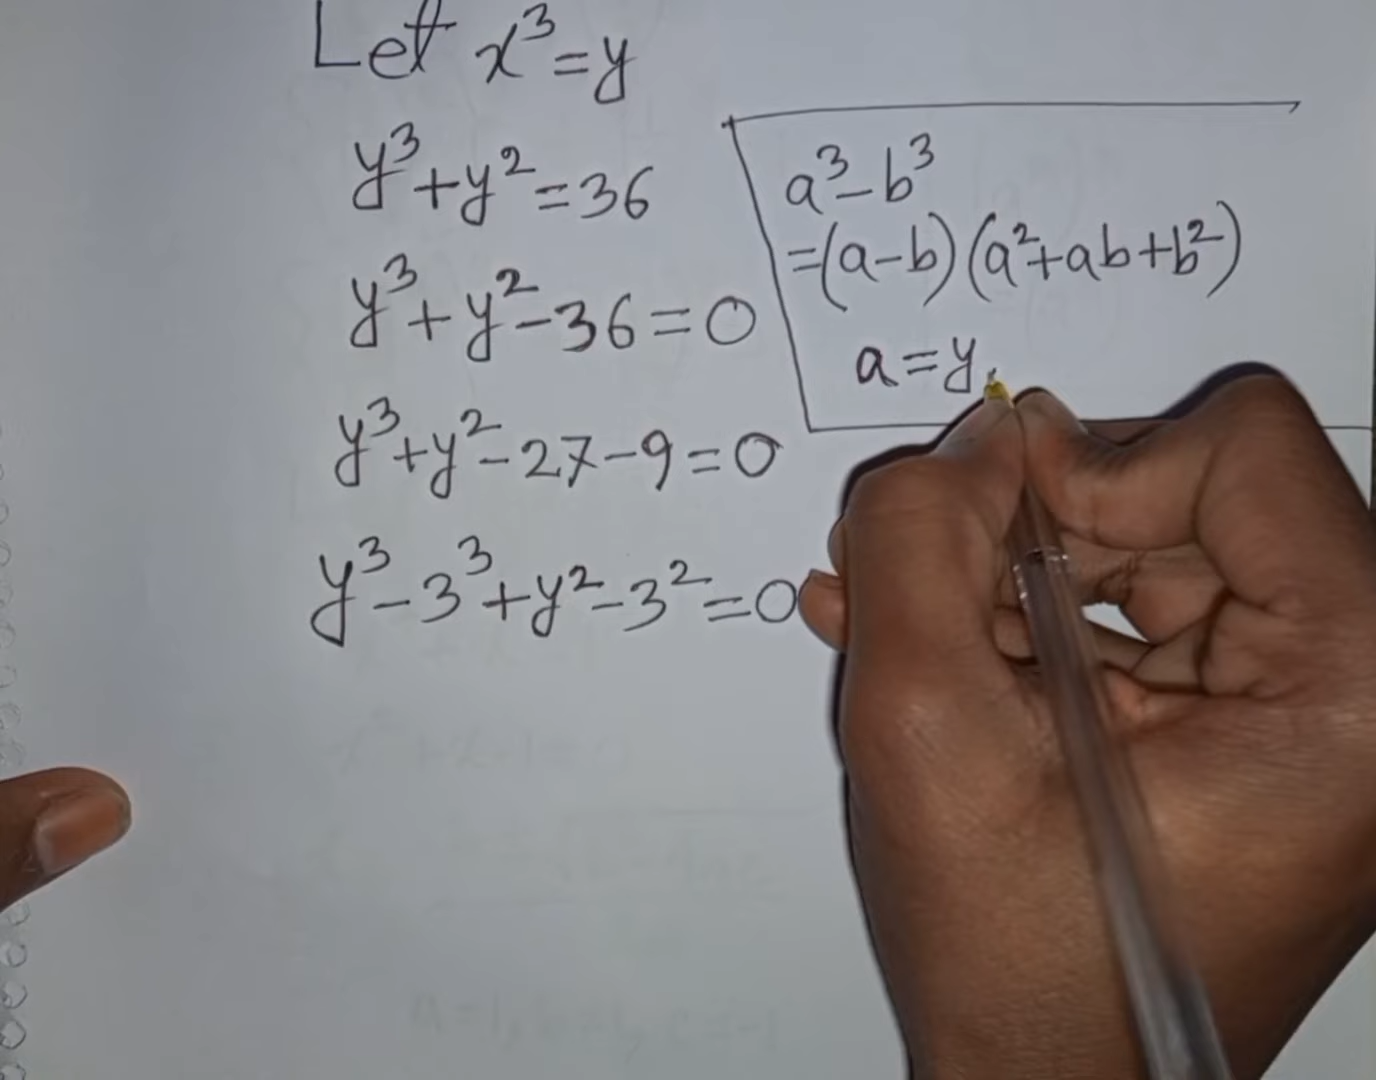 Let x³=y
y³+y²=36
y³+y²-36=0
y³+y²-27-9=0
y³-3³+y²-3²=0
a³-b³
=(a-b)(a²+ab+b²)
a=y,